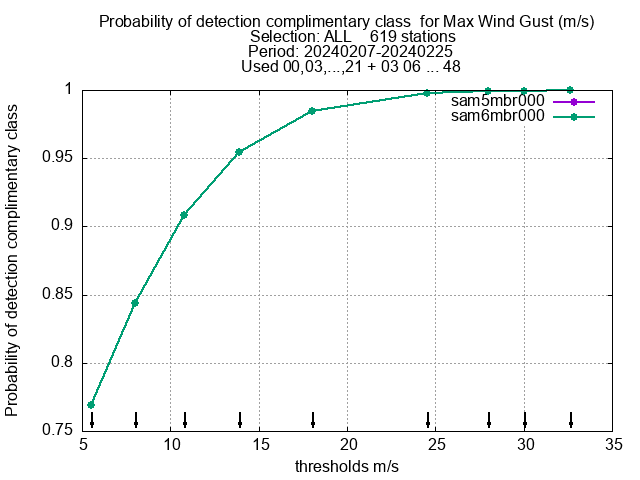 Probability of detection complimentary class  for Max Wind Gust (m/s)
Selection: ALL    619 stations
Period: 20240207-20240225
Used 00,03,...,21 + 03 06 ... 48
Probability of detection complimentary class
1
0.95
0.9
0.85
0.8
0.75
sam5mbr000
sam6mbr000
5 10 15 20 25 30 35
thresholds m/s